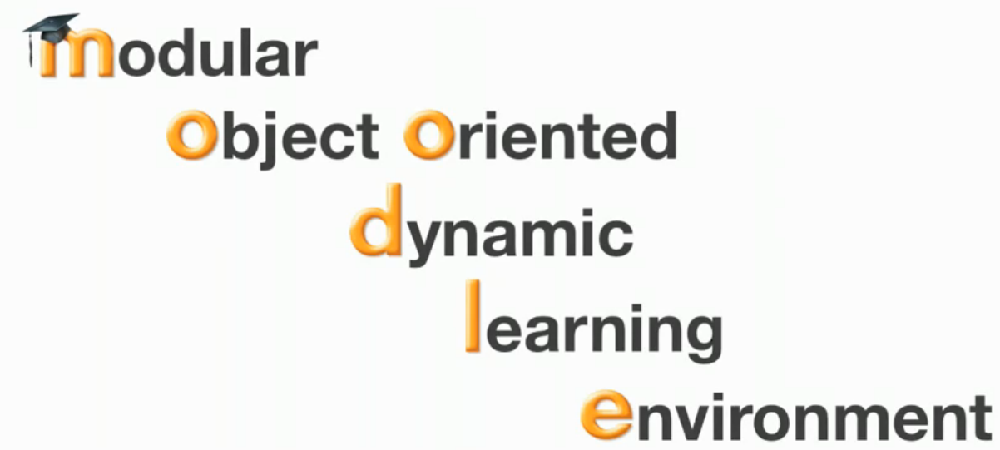 modular
object oriented
dynamic
learning
environment